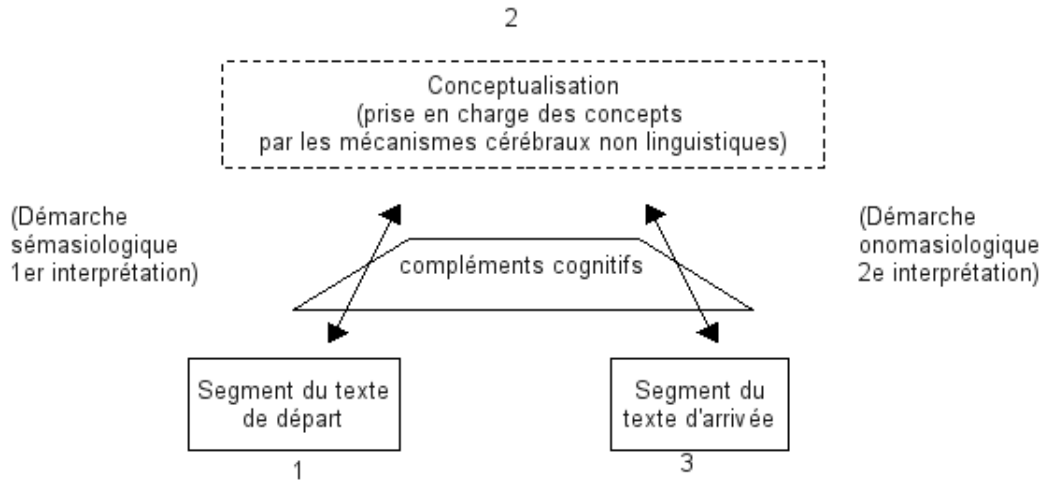 2
Conceptualisation
(prise en charge des concepts
par les mécanismes cérébraux non linguistiques)
(Démarche
sémasiologique
1er interprétation)
compléments cognitifs
(Démarche
onomasiologique
2e interprétation)
Segment du texte
de départ
1
Segment du
texte d'arrivée
3